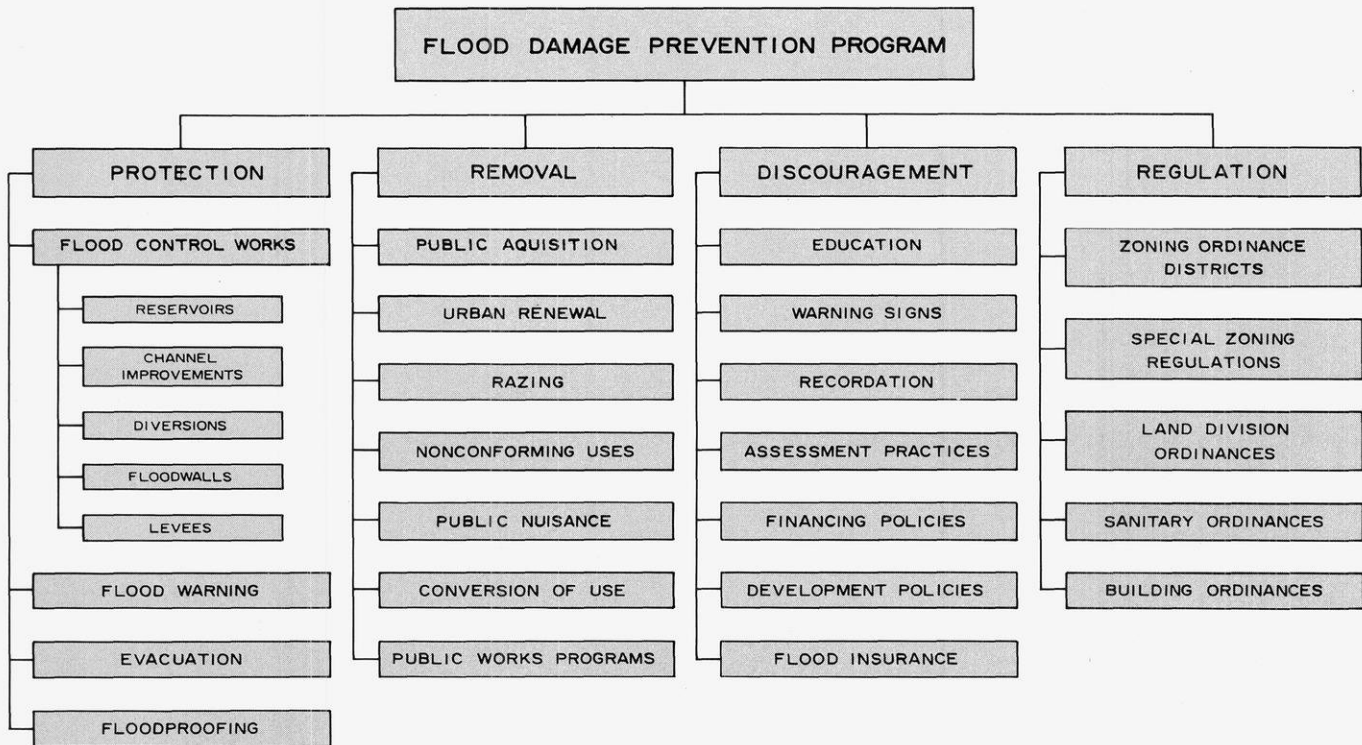 FLOOD DAMAGE PREVENTION PROGRAM
PROTECTION
FLOOD CONTROL WORKS
RESERVOIRS
CHANNEL
IMPROVEMENTS
DIVERSIONS
FLOODWALLS
LEVEES
FLOOD WARNING
EVACUATION
FLOODPROOFING
REMOVAL
PUBLIC AQUISITION
URBAN RENEWAL
RAZING
NONCONFORMING USES
PUBLIC NUISANCE
CONVERSION OF USE
PUBLIC WORKS PROGRAMS
DISCOURAGEMENT
EDUCATION
WARNING SIGNS
RECORDATION
ASSESSMENT PRACTICES
FINANCING POLICIES
DEVELOPMENT POLICIES
FLOOD INSURANCE
REGULATION
ZONING ORDINANCE
DISTRICTS
SPECIAL ZONING
REGULATIONS
LAND DIVISION
ORDINANCES
SANITARY ORDINANCES
BUILDING ORDINANCES